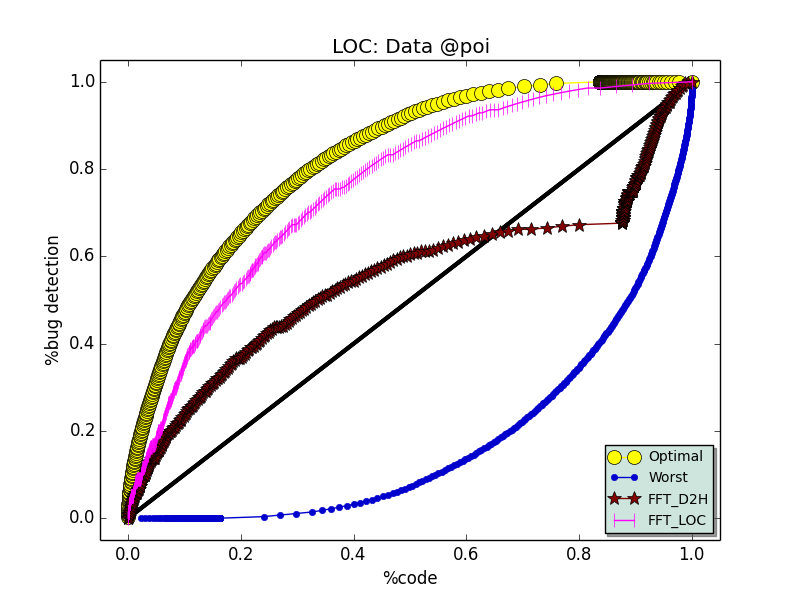 LOC: Data @poi
1.0
0.8
0.6
0.4
0.2
0.0
%bug detection
Optimal
Worst
FFT_D2H
FFT_LOC
0.0 0.2 0.4 0.6 0.8 1.0
%code